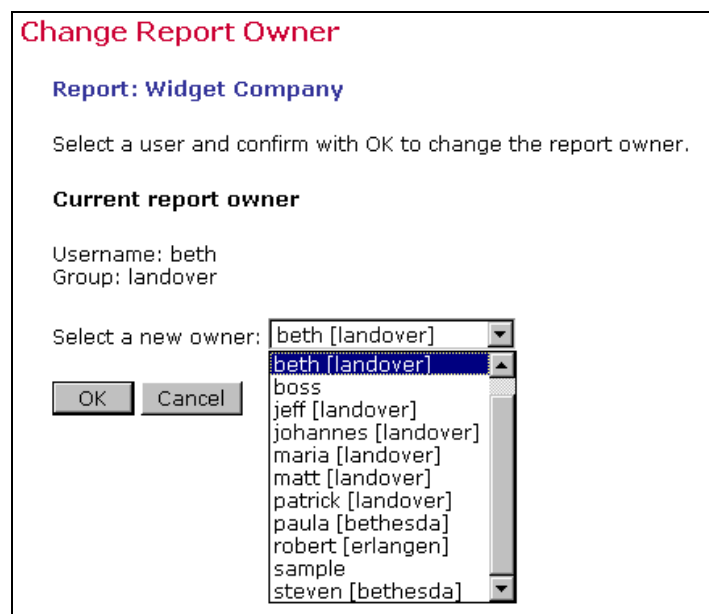 Change Report Owner
Report: Widget Company
Select a user and confirm with OK to change the report owner.
Current report owner
Username: beth
Group: landover
Select a new owner: beth [landover]
beth [landover]
boss
jeff [landover]
johannes [landover]
maria [landover]
matt [landover]
patrick [landover]
paula [bethesda]
robert [erlangen]
sample
steven [bethesda]
OK Cancel